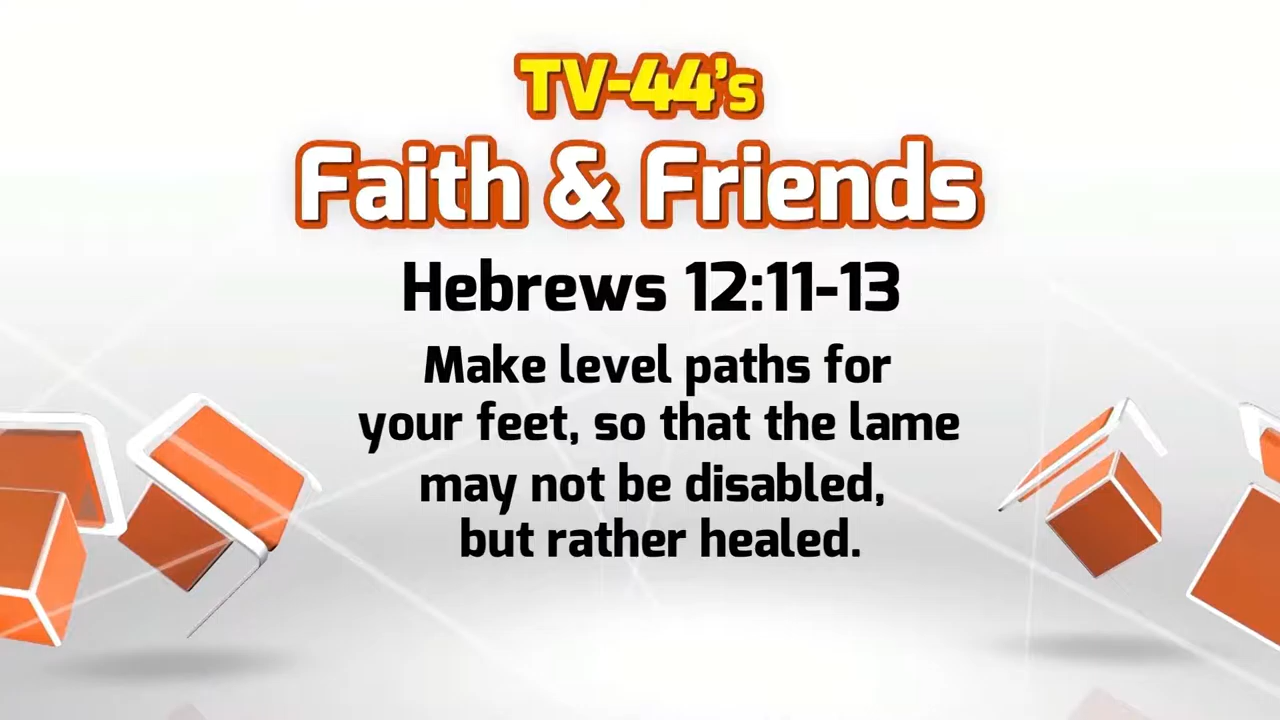 TV-44's
Faith & Friends
Hebrews 12:11-13
Make level paths for
your feet, so that the lame
may not be disabled,
but rather healed.